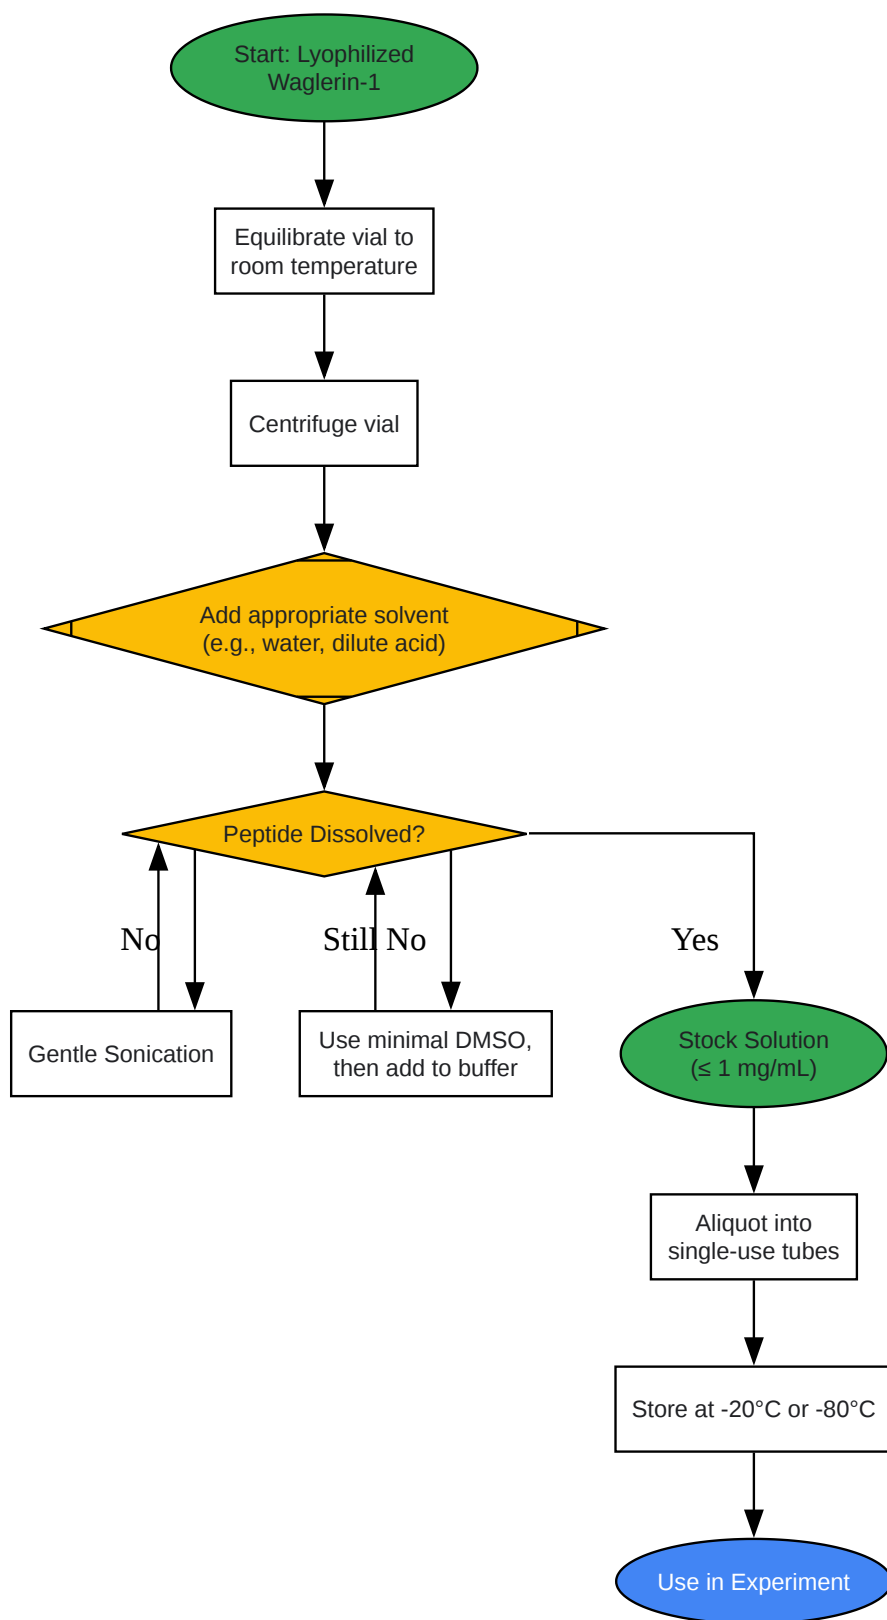 Start: Lyophilized
Waglerin-1
Equilibrate vial to
room temperature
Centrifuge vial
Add appropriate solvent
(e.g., water, dilute acid)
Peptide Dissolved?
No
Still No
Yes
Gentle Sonication
Use minimal DMSO,
then add to buffer
Stock Solution
(≤ 1 mg/mL)
Aliquot into
single-use tubes
Store at -20°C or -80°C
Use in Experiment